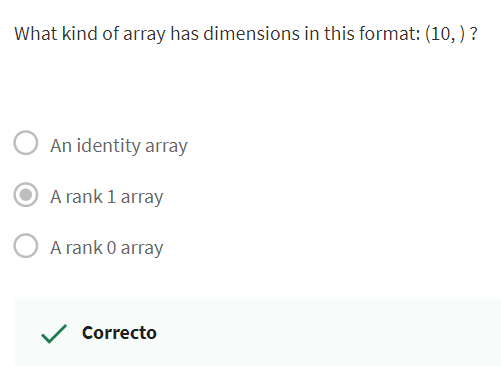 What kind of array has dimensions in this format: (10, ) ?
An identity array
A rank 1 array
A rank 0 array
Correcto